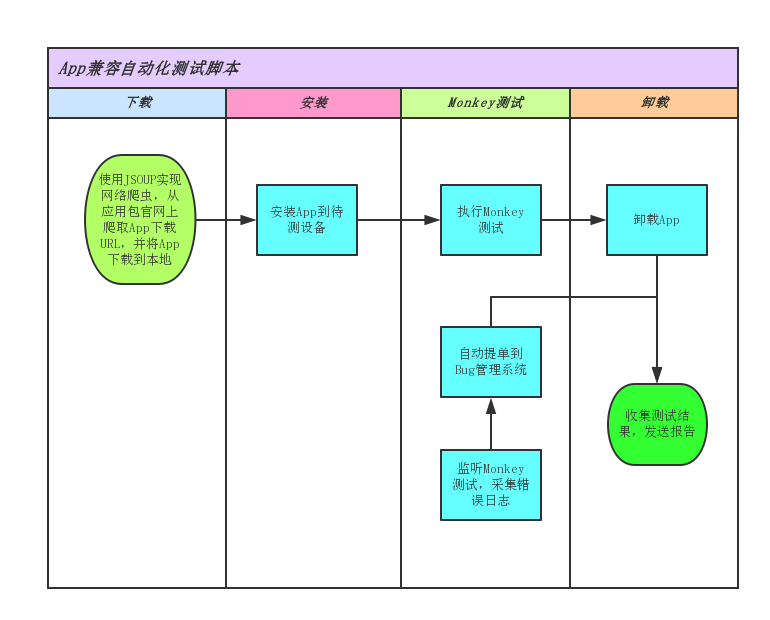 App兼容自动化测试脚本
下载
安装
Monkey测试
卸载
使用JSOUP实现
网络爬虫，从
应用包官网上
爬取App下载
URL，并将App
下载到本地
安装App到待
测设备
执行Monkey
测试
卸载App
自动提单到
Bug管理系统
收集测试结
果，发送报告
监听Monkey
测试，采集错
误日志